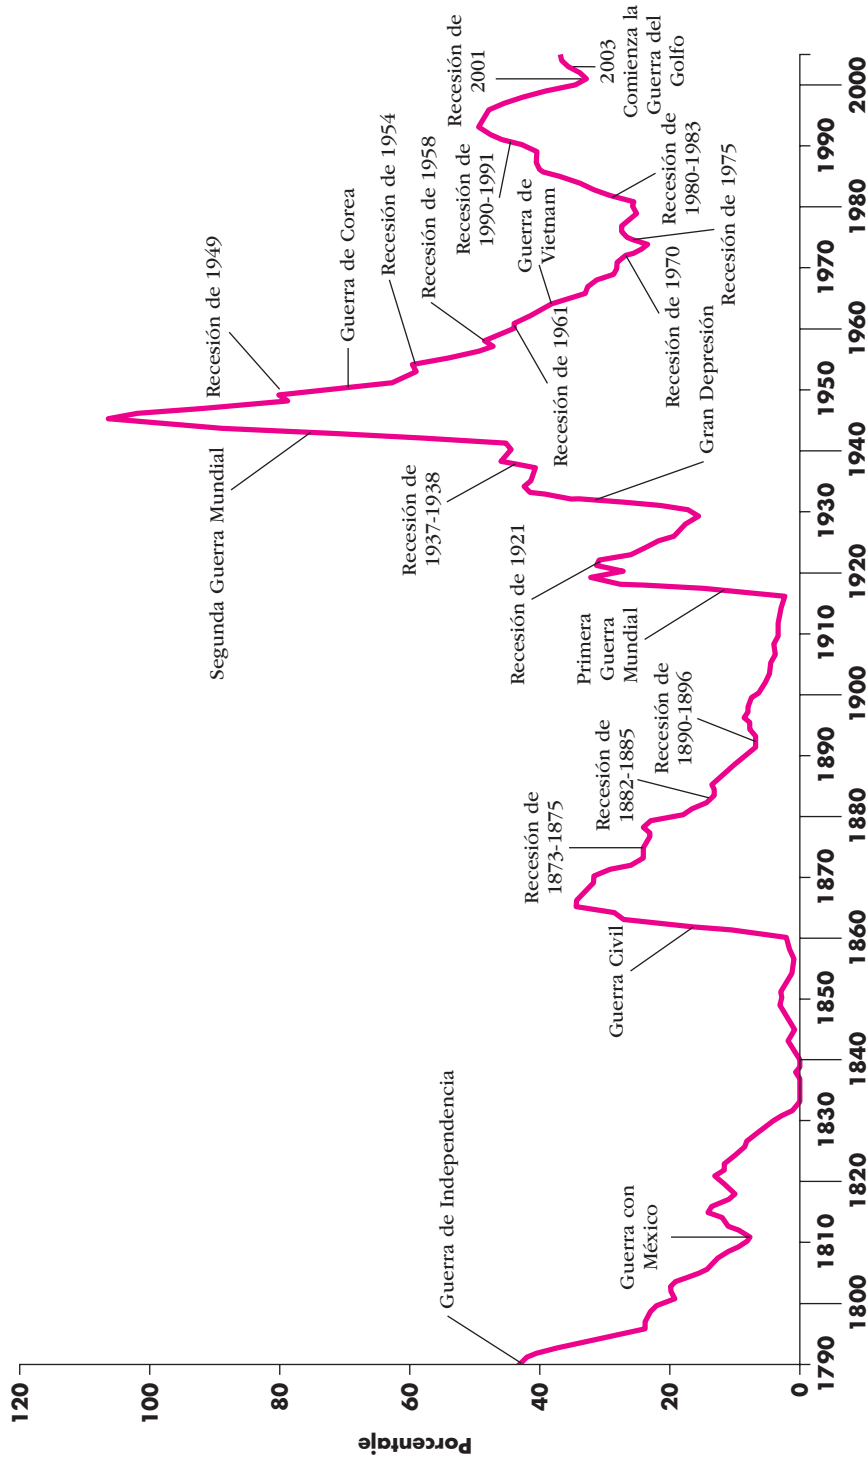 120
100
80
60
40
20
0
Porcentaje
Guerra de Independencia
Guerra con
México
Guerra Civil
Recesión de
1873-1875
Recesión de
1882-1885
Recesión de
1890-1896
Primera
Guerra
Mundial
Recesión de 1921
Gran Depresión
Recesión de
1937-1938
Segunda Guerra Mundial
Recesión de 1949
Guerra de Corea
Recesión de 1954
Recesión de 1958
Recesión de 1961
Guerra de
Vietnam
Recesión de 1970
Recesión de 1975
Recesión de
1980-1983
Recesión de
1990-1991
Recesión de
2001
2003
Comienza la
Guerra del
Golfo
1790
1800
1810
1820
1830
1840
1850
1860
1870
1880
1890
1900
1910
1920
1930
1940
1950
1960
1970
1980
1990
2000